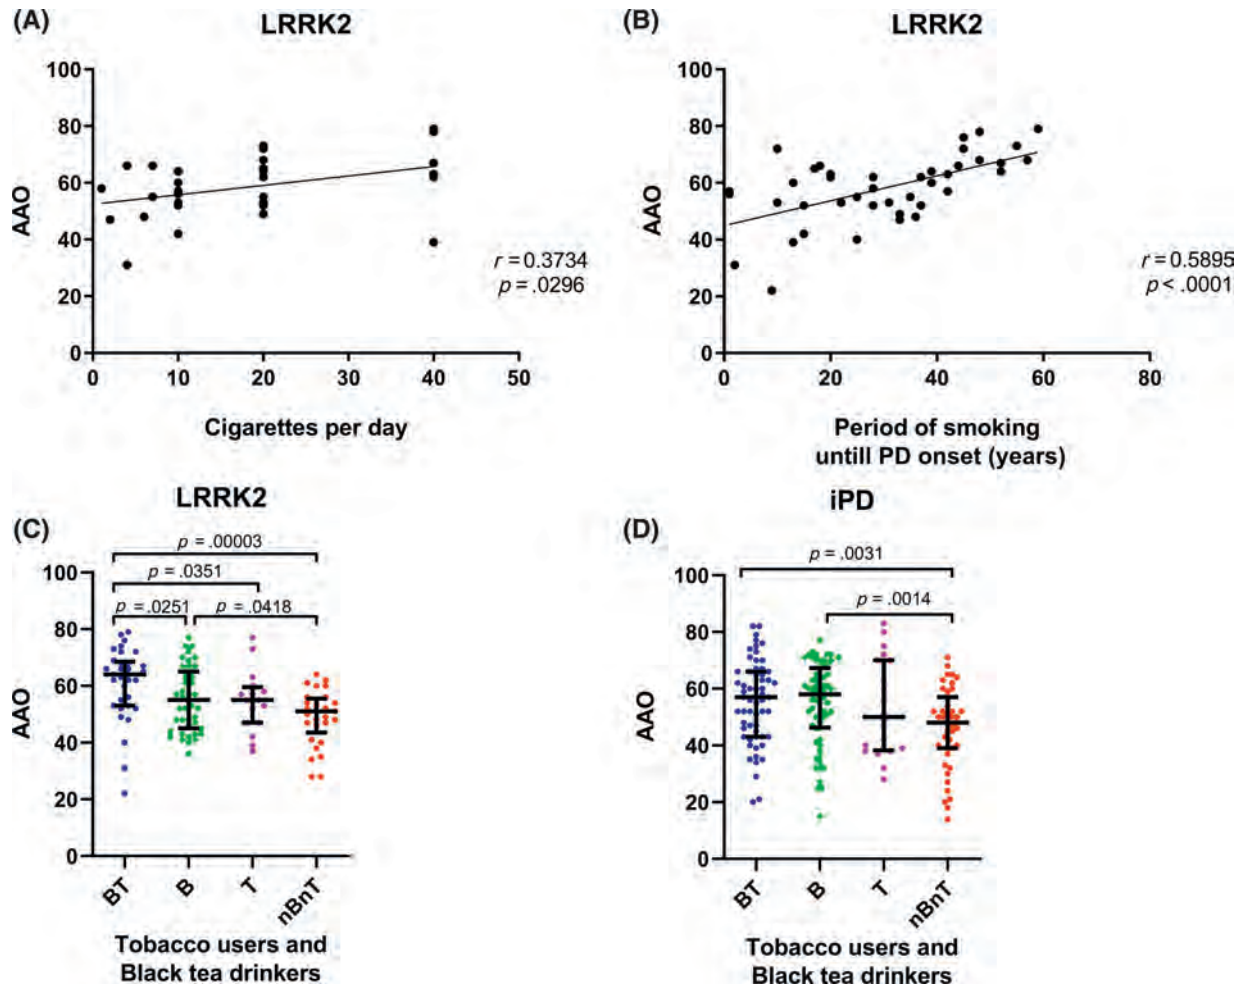 (A)
LRRK2
100
80
60
40
20
0
AAO
r = 0.3734
p = .0296
0 10 20 30 40 50
Cigarettes per day
(B)
LRRK2
100
80
60
40
20
0
AAO
r = 0.5895
p < .0001
0 20 40 60 80
Period of smoking
untill PD onset (years)
(C)
LRRK2
p = .00003
p = .0351
p = .0251
p = .0418
100
80
60
40
20
0
AAO
BT B T nBnT
Tobacco users and
Black tea drinkers
(D)
iPD
p = .0031
p = .0014
100
80
60
40
20
0
AAO
BT B T nBnT
Tobacco users and
Black tea drinkers